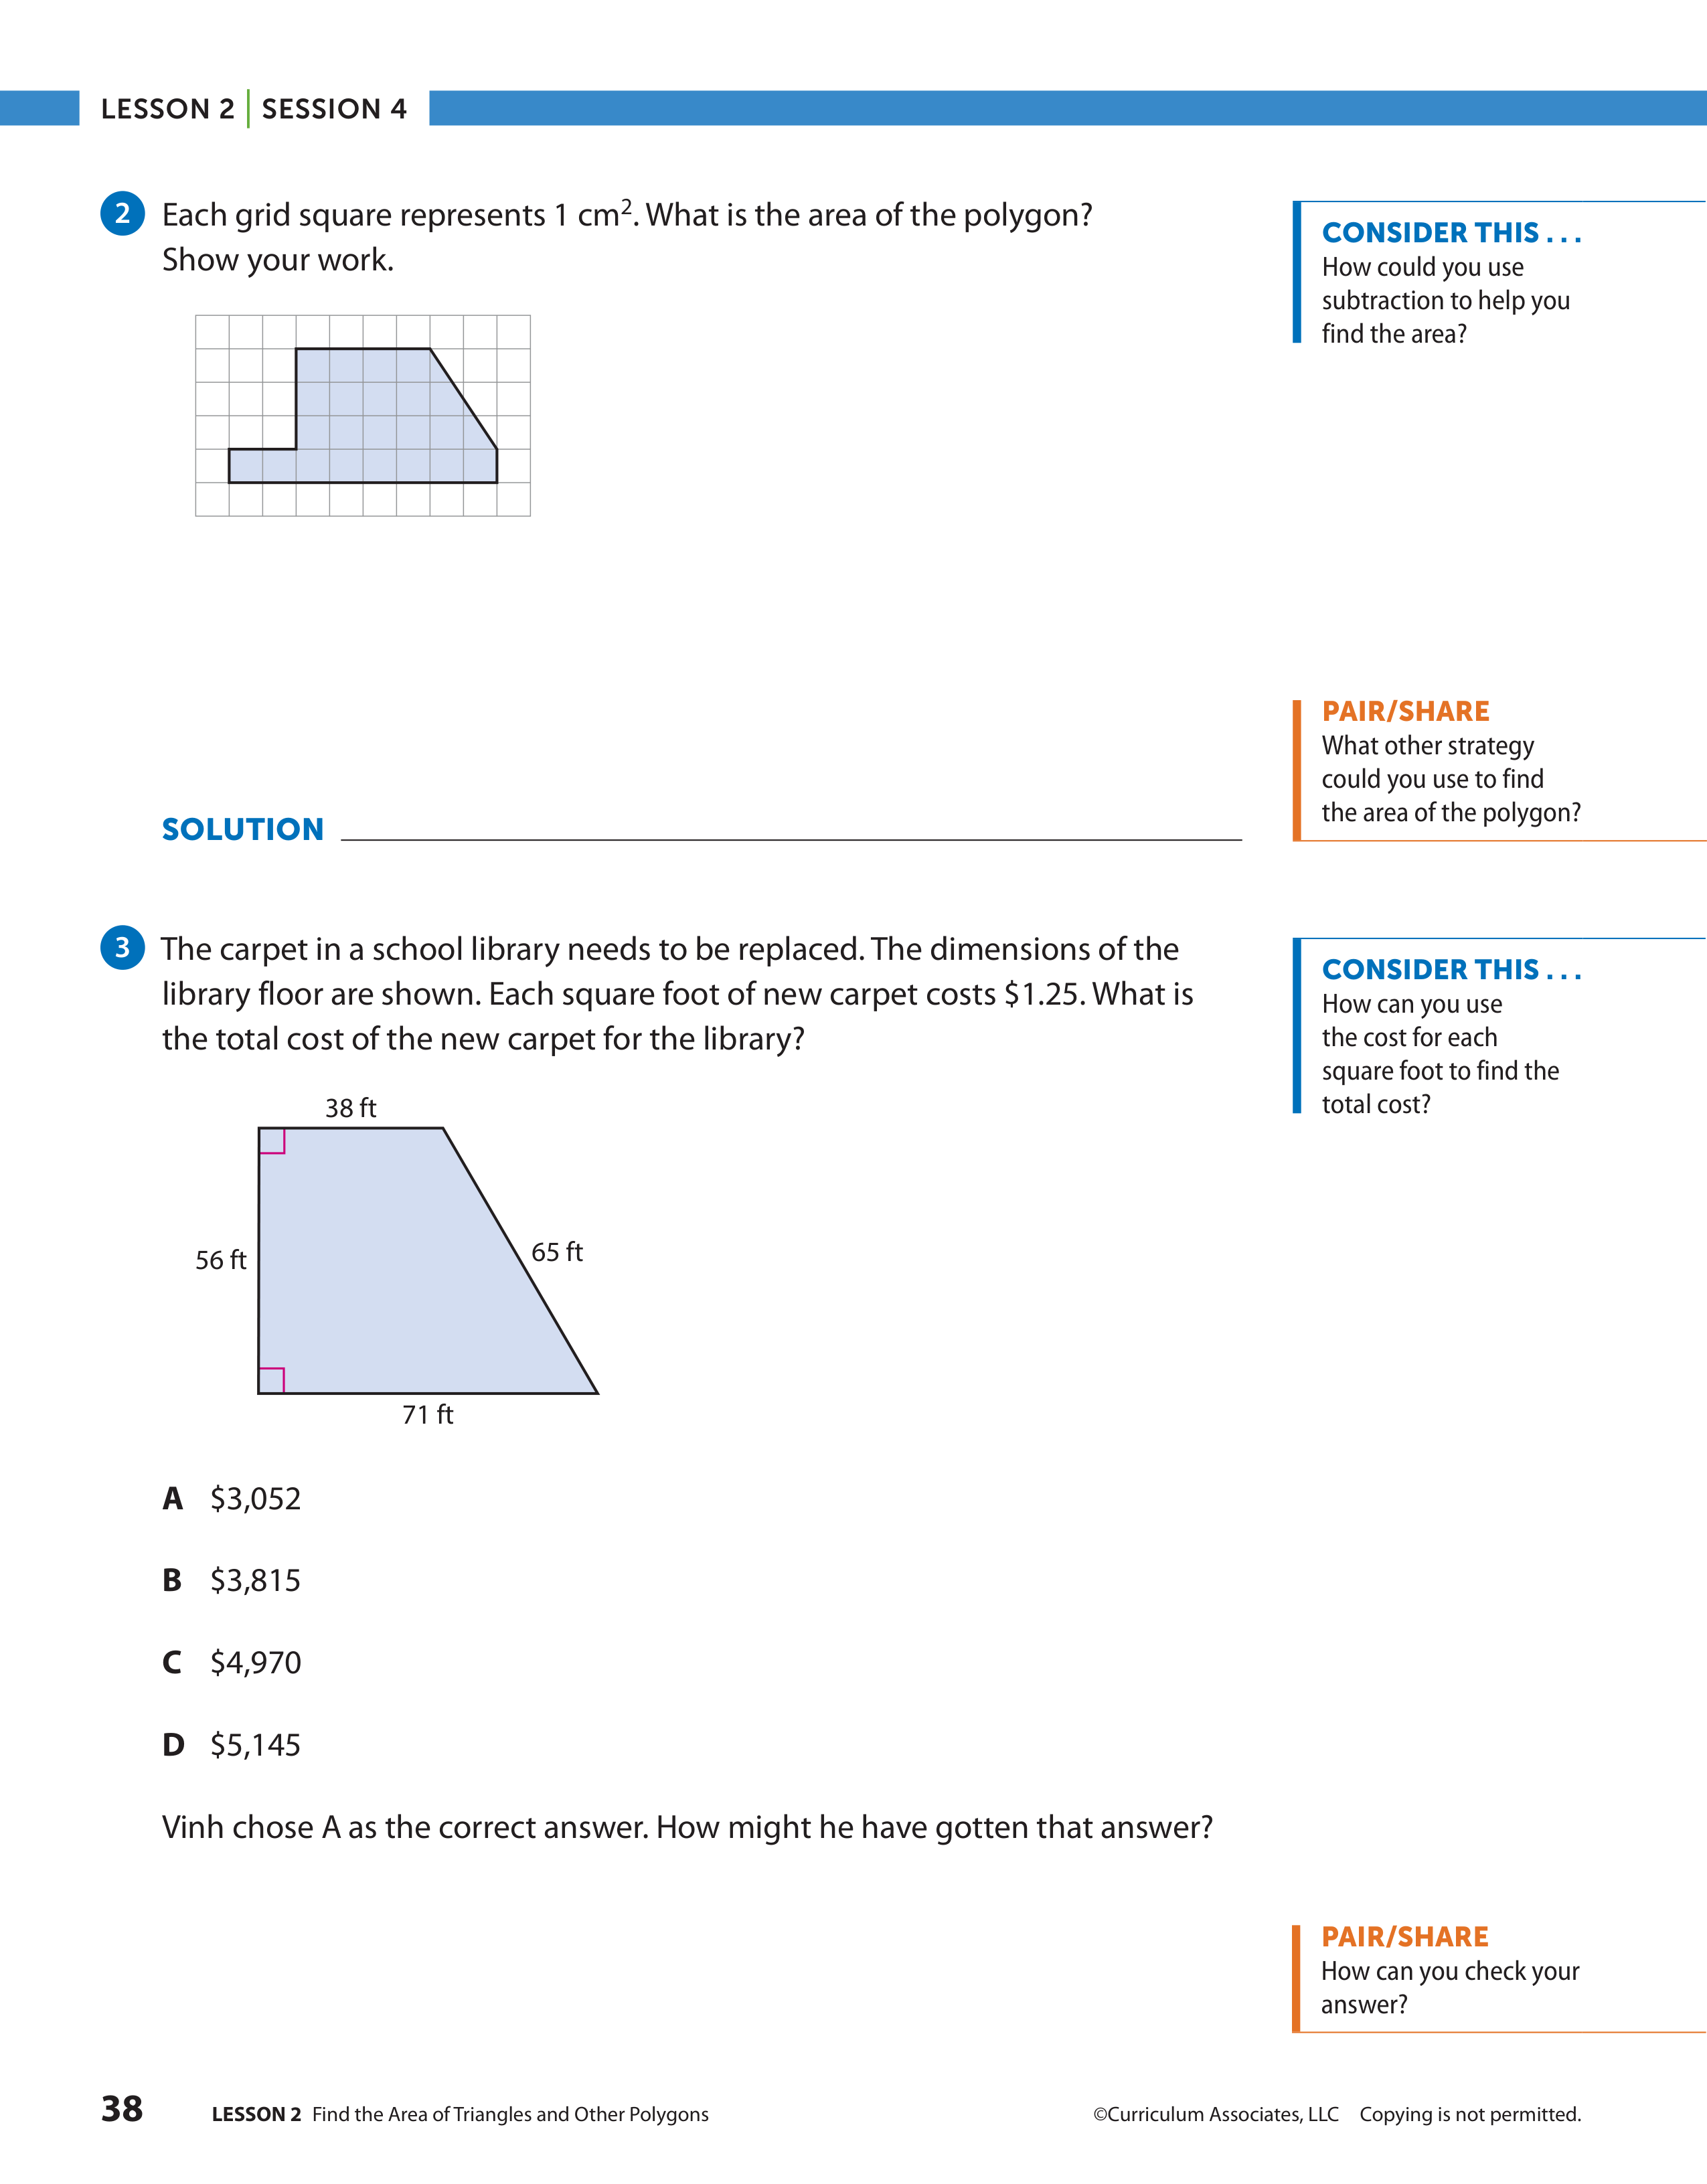 LESSON 2 | SESSION 4
2 Each grid square represents 1 cm². What is the area of the polygon?
Show your work.
CONSIDER THIS . . .
How could you use
subtraction to help you
find the area?
PAIR/SHARE
What other strategy
could you use to find
the area of the polygon?
SOLUTION
3 The carpet in a school library needs to be replaced. The dimensions of the
library floor are shown. Each square foot of new carpet costs $1.25. What is
the total cost of the new carpet for the library?
CONSIDER THIS . . .
How can you use
the cost for each
square foot to find the
total cost?
38 ft
56 ft
65 ft
71 ft
A $3,052
B $3,815
C $4,970
D $5,145
Vinh chose A as the correct answer. How might he have gotten that answer?
PAIR/SHARE
How can you check your
answer?
38 LESSON 2 Find the Area of Triangles and Other Polygons ©Curriculum Associates, LLC Copying is not permitted.